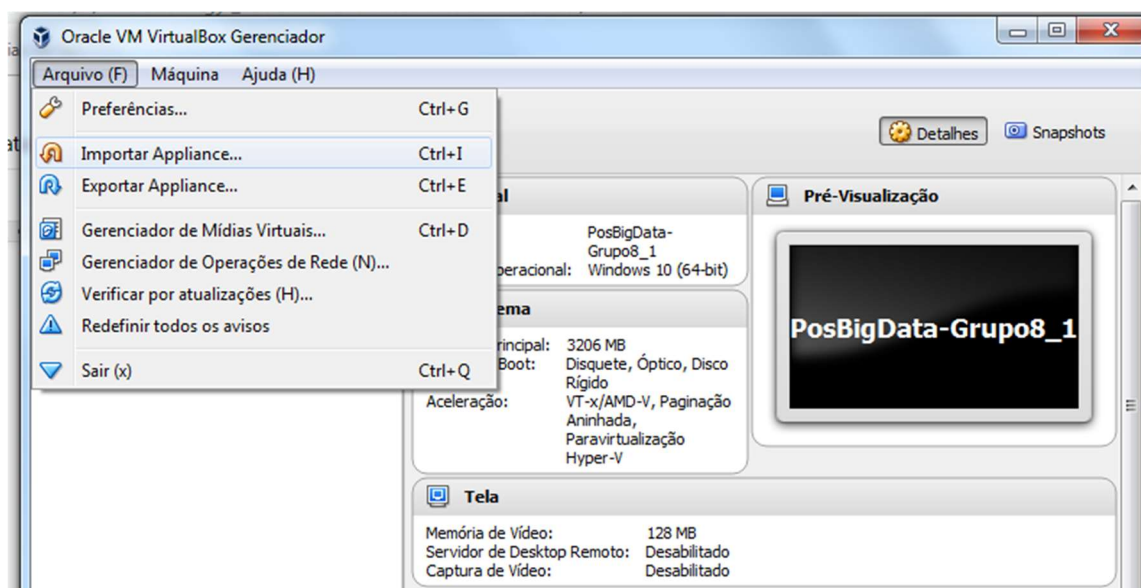 Oracle VM VirtualBox Gerenciador
Arquivo (F) Máquina Ajuda (H)
Preferências... Ctrl+G
Importar Appliance... Ctrl+I
Exportar Appliance... Ctrl+E
Gerenciador de Mídias Virtuais... Ctrl+D
Gerenciador de Operações de Rede (N)...
Verificar por atualizações (H)...
Redefinir todos os avisos
Sair (x) Ctrl+Q
Detalhes Snapshots
al
PosBigData-
Grupo8_1
peracional: Windows 10 (64-bit)
ema
rincipal: 3206 MB
Boot: Disquete, Óptico, Disco
Rígido
Aceleração: VT-x/AMD-V, Paginação
Aninhada,
Paravirtualização
Hyper-V
Pré-Visualização
PosBigData-Grupo8_1
Tela
Memória de Vídeo: 128 MB
Servidor de Desktop Remoto: Desabilitado
Captura de Vídeo: Desabilitado